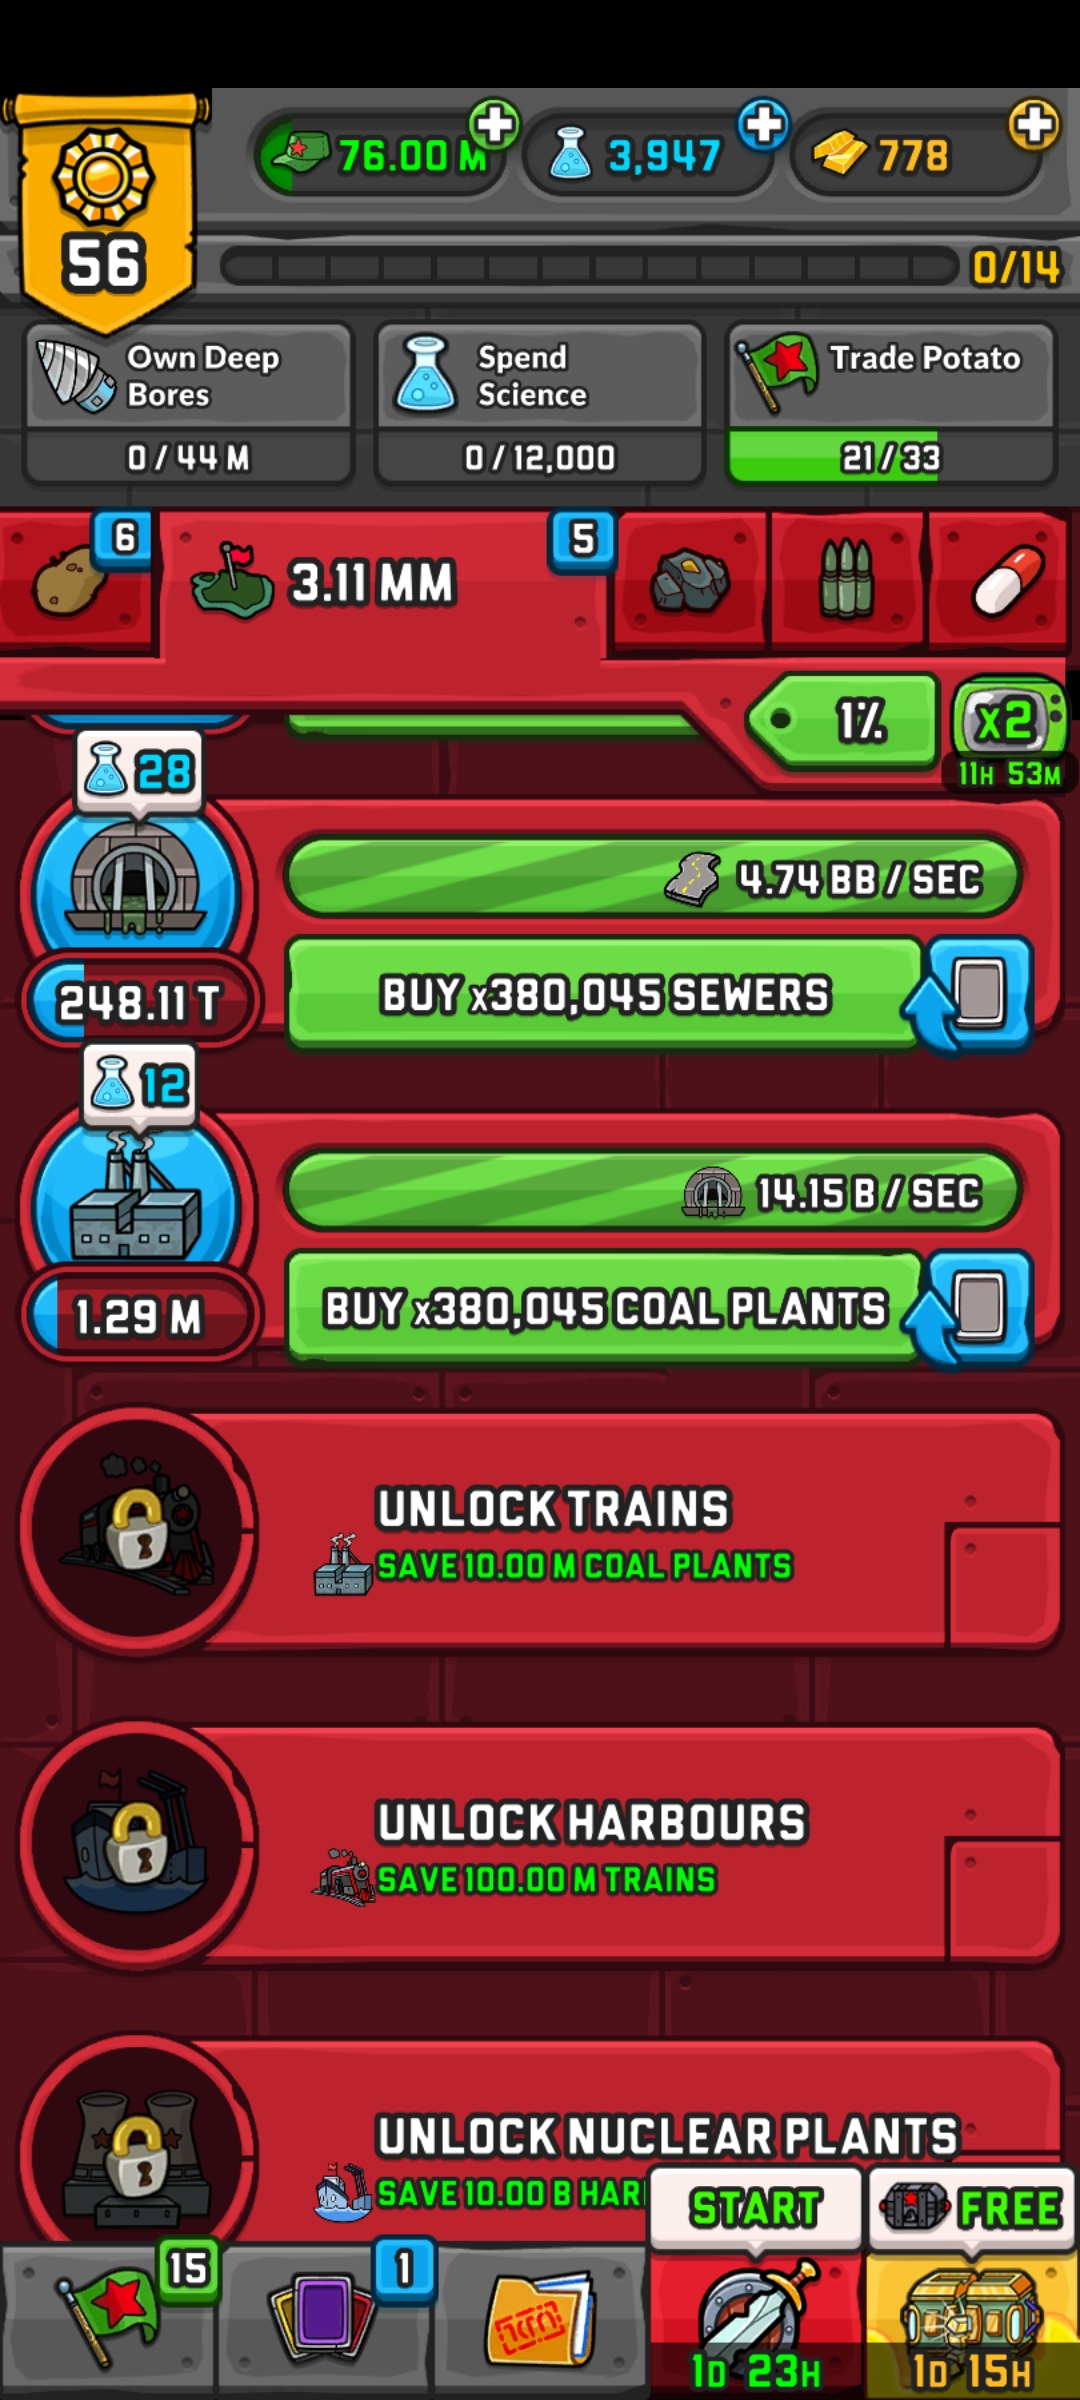 76.00 M
3,947
778
56
0/14
Own Deep
Bores
0 / 44 M
Spend
Science
0 / 12,000
Trade Potato
21 / 33
6
3.11 MM
5
1%
x2
11H 53M
28
4.74 BB / SEC
248.11 T
BUY x380,045 SEWERS
12
14.15 B / SEC
1.29 M
BUY x380,045 COAL PLANTS
UNLOCK TRAINS
SAVE 10.00 M COAL PLANTS
UNLOCK HARBOURS
SAVE 100.00 M TRAINS
UNLOCK NUCLEAR PLANTS
SAVE 10.00 B HAR
START
FREE
15
1
1D 23H
1D 15H